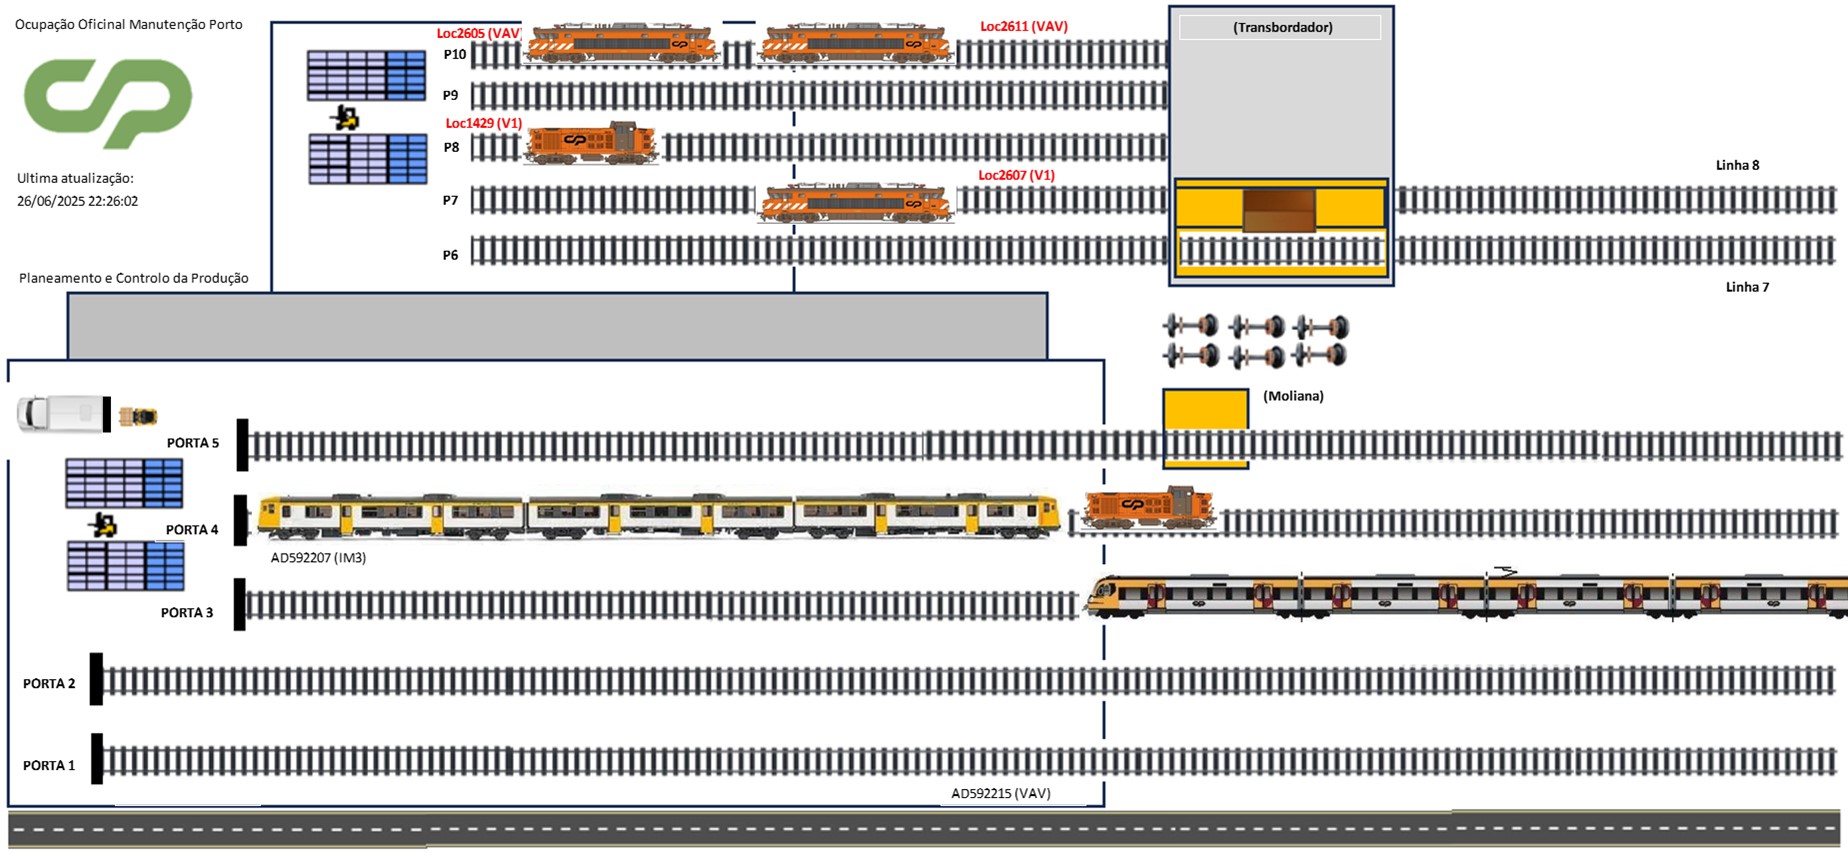 Ocupação Oficinal Manutenção Porto
Loc2605 (VAV)
Loc2611 (VAV)
(Transbordador)
P10
P9
Loc1429 (V1)
P8
Linha 8
Ultima atualização:
26/06/2025 22:26:02
Loc2607 (V1)
P7
P6
Planeamento e Controlo da Produção
Linha 7
(Moliana)
PORTA 5
PORTA 4
AD592207 (IM3)
PORTA 3
PORTA 2
PORTA 1
AD592215 (VAV)